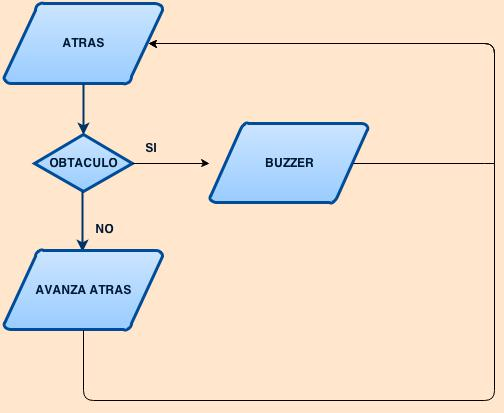 ATRAS
OBTACULO
SI
BUZZER
NO
AVANZA ATRAS